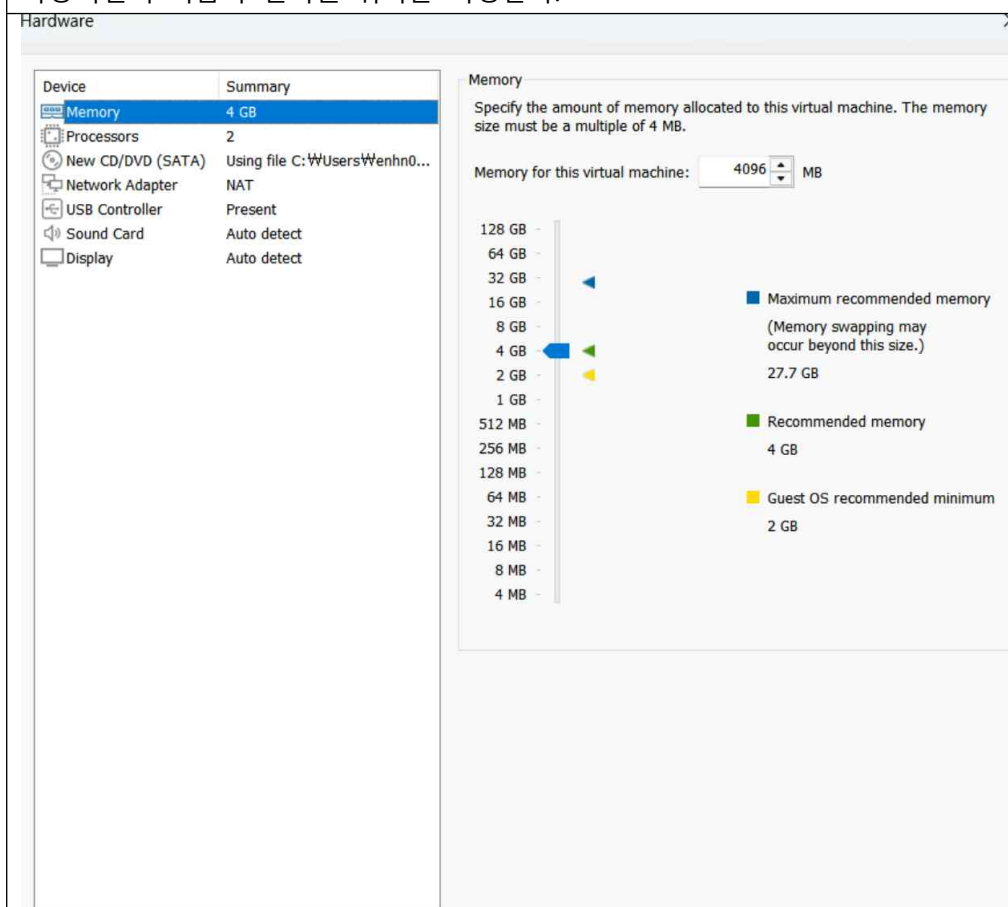 Hardware
Device Summary
Memory 4 GB
Processors 2
New CD/DVD (SATA) Using file C:₩Users₩enhn0...
Network Adapter NAT
USB Controller Present
Sound Card Auto detect
Display Auto detect
Memory
Specify the amount of memory allocated to this virtual machine. The memory
size must be a multiple of 4 MB.
Memory for this virtual machine: 4096 MB
128 GB
64 GB
32 GB
16 GB
8 GB
4 GB
2 GB
1 GB
512 MB
256 MB
128 MB
64 MB
32 MB
16 MB
8 MB
4 MB
Maximum recommended memory
(Memory swapping may
occur beyond this size.)
27.7 GB
Recommended memory
4 GB
Guest OS recommended minimum
2 GB